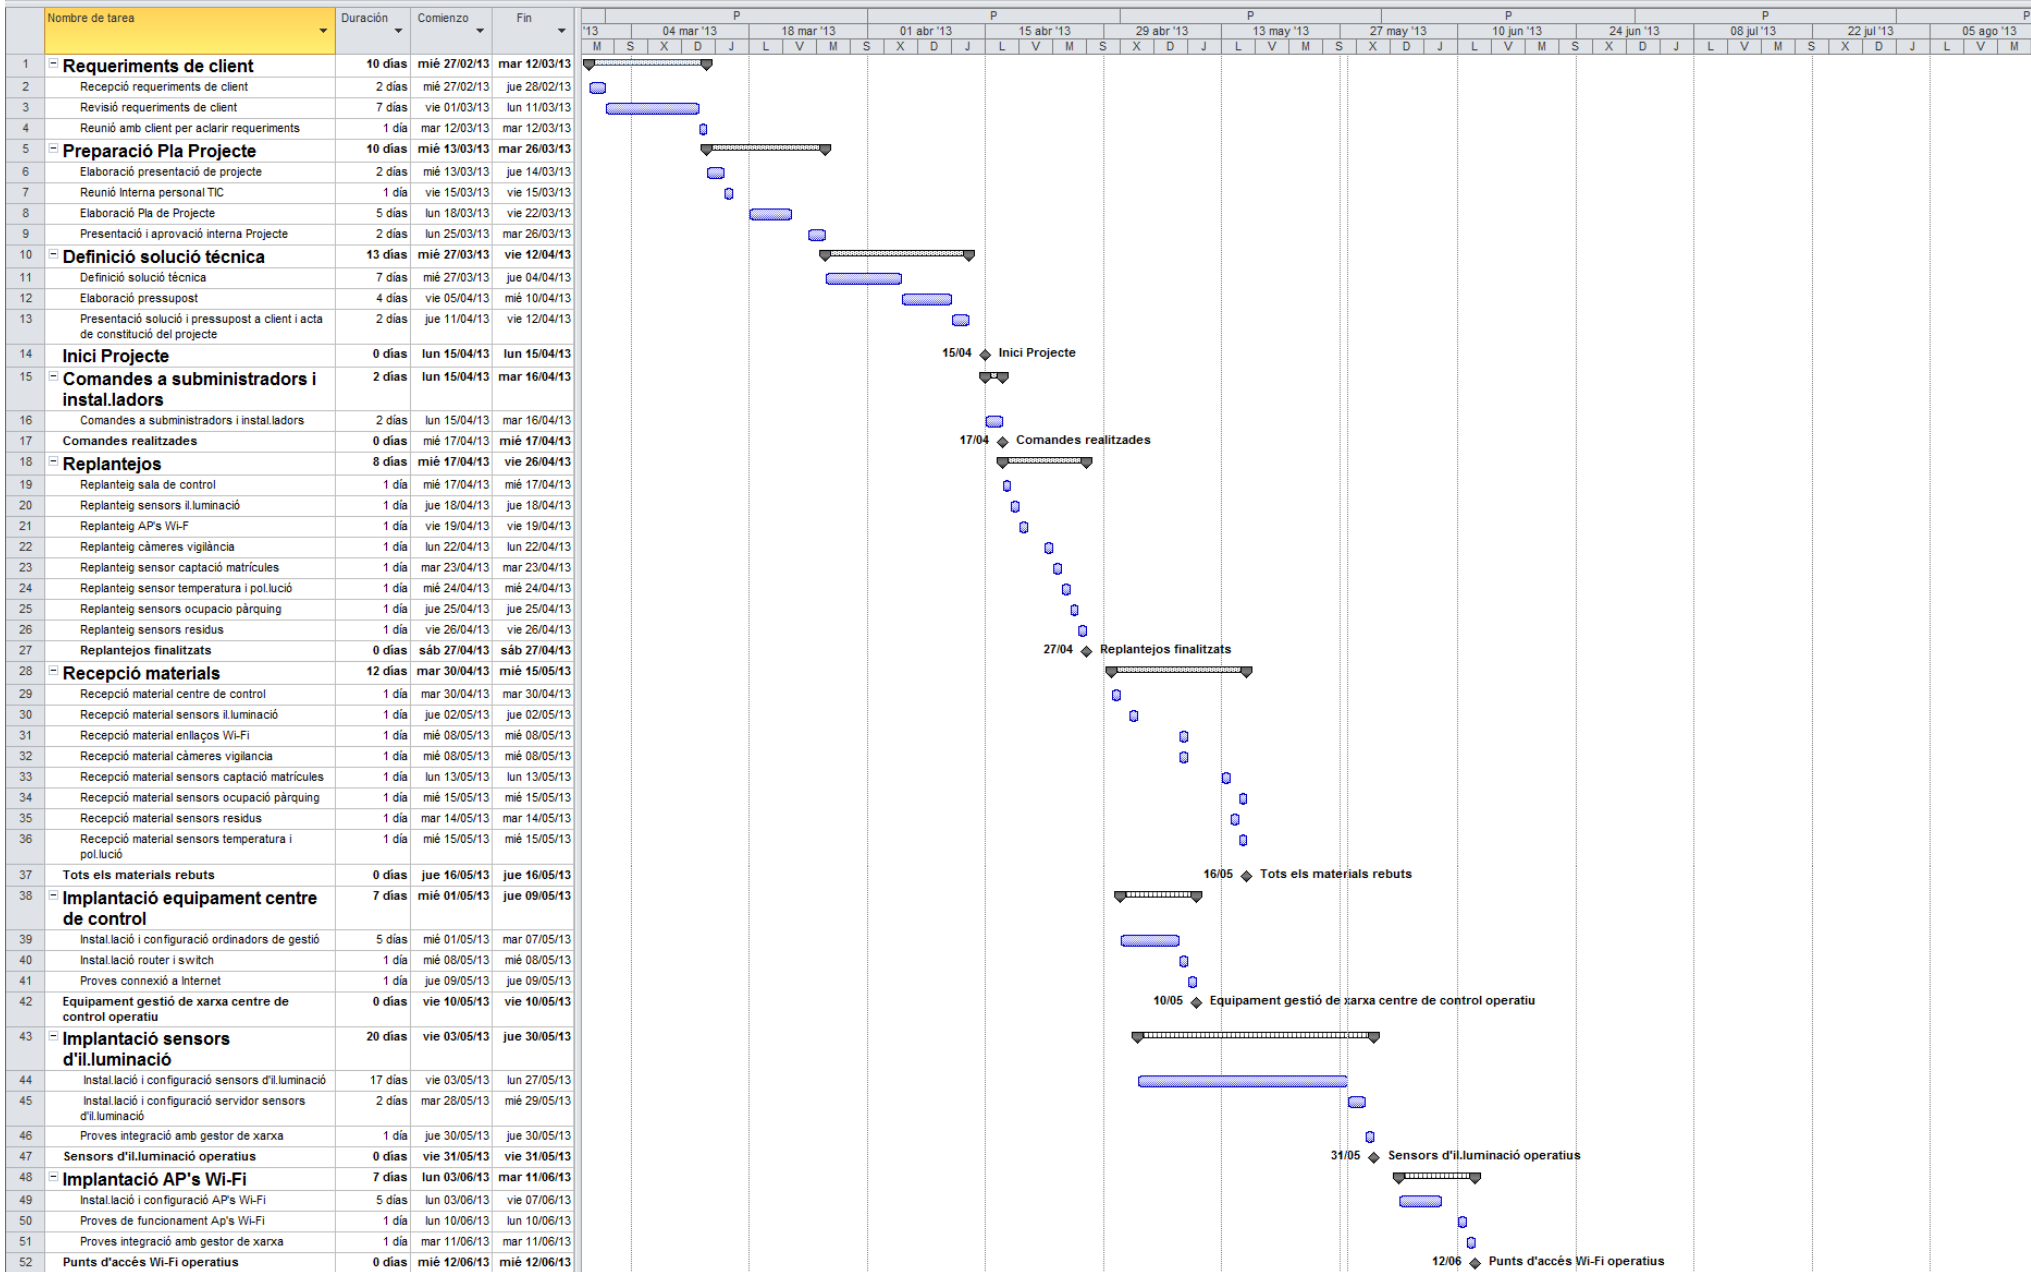 Nombre de tarea Duración Comienzo Fin
P P P P P P P
'13 04 mar '13 18 mar '13 01 abr '13 15 abr '13 29 abr '13 13 may '13 27 may '13 10 jun '13 24 jun '13 08 jul '13 22 jul '13 05 ago '13
M S X D J L V M S X D J L V M S X D J L V M S X D J L V M S X D J L V M S X D J L V M
1 Requeriments de client 10 días mié 27/02/13 mar 12/03/13
2 Recepció requeriments de client 2 días mié 27/02/13 jue 28/02/13
3 Revisió requeriments de client 7 días vie 01/03/13 lun 11/03/13
4 Reunió amb client per aclarir requeriments 1 día mar 12/03/13 mar 12/03/13
5 Preparació Pla Projecte 10 días mié 13/03/13 mar 26/03/13
6 Elaboració presentació de projecte 2 días mié 13/03/13 jue 14/03/13
7 Reunió Interna personal TIC 1 día vie 15/03/13 vie 15/03/13
8 Elaboració Pla de Projecte 5 días lun 18/03/13 vie 22/03/13
9 Presentació i aprovació interna Projecte 2 días lun 25/03/13 mar 26/03/13
10 Definició solució técnica 13 días mié 27/03/13 vie 12/04/13
11 Definició solució técnica 7 días mié 27/03/13 jue 04/04/13
12 Elaboració pressupost 4 días vie 05/04/13 mié 10/04/13
13 Presentació solució i pressupost a client i acta 2 días jue 11/04/13 vie 12/04/13
de constitució del projecte
14 Inici Projecte 0 días lun 15/04/13 lun 15/04/13 15/04 Inici Projecte
15 Comandes a subministradors i 2 días lun 15/04/13 mar 16/04/13
instal.ladors
16 Comandes a subministradors i instal.ladors 2 días lun 15/04/13 mar 16/04/13
17 Comandes realitzades 0 días mié 17/04/13 mié 17/04/13 17/04 Comandes realitzades
18 Replantejos 8 días mié 17/04/13 vie 26/04/13
19 Replanteig sala de control 1 día mié 17/04/13 mié 17/04/13
20 Replanteig sensors il.luminació 1 día jue 18/04/13 jue 18/04/13
21 Replanteig AP's Wi-F 1 día vie 19/04/13 vie 19/04/13
22 Replanteig càmeres vigilància 1 día lun 22/04/13 lun 22/04/13
23 Replanteig sensor captació matrícules 1 día mar 23/04/13 mar 23/04/13
24 Replanteig sensor temperatura i pol.lució 1 día mié 24/04/13 mié 24/04/13
25 Replanteig sensors ocupacio pàrquing 1 día jue 25/04/13 jue 25/04/13
26 Replanteig sensors residus 1 día vie 26/04/13 vie 26/04/13
27 Replantejos finalitzats 0 días sáb 27/04/13 sáb 27/04/13 27/04 Replantejos finalitzats
28 Recepció materials 12 días mar 30/04/13 mié 15/05/13
29 Recepció material centre de control 1 día mar 30/04/13 mar 30/04/13
30 Recepció material sensors il.luminació 1 día jue 02/05/13 jue 02/05/13
31 Recepció material enllaços Wi-Fi 1 día mié 08/05/13 mié 08/05/13
32 Recepció material càmeres vigilancia 1 día mié 08/05/13 mié 08/05/13
33 Recepció material sensors captació matrícules 1 día lun 13/05/13 lun 13/05/13
34 Recepció material sensors ocupació pàrquing 1 día mié 15/05/13 mié 15/05/13
35 Recepció material sensors residus 1 día mar 14/05/13 mar 14/05/13
36 Recepció material sensors temperatura i 1 día mié 15/05/13 mié 15/05/13
pol.lució
37 Tots els materials rebuts 0 días jue 16/05/13 jue 16/05/13 16/05 Tots els materials rebuts
38 Implantació equipament centre 7 días mié 01/05/13 jue 09/05/13
de control
39 Instal.lació i configuració ordinadors de gestió 5 días mié 01/05/13 mar 07/05/13
40 Instal.lació router i switch 1 día mié 08/05/13 mié 08/05/13
41 Proves connexió a Internet 1 día jue 09/05/13 jue 09/05/13
42 Equipament gestió de xarxa centre de 0 días vie 10/05/13 vie 10/05/13 10/05 Equipament gestió de xarxa centre de control operatiu
control operatiu
43 Implantació sensors 20 días vie 03/05/13 jue 30/05/13
d'il.luminació
44 Instal.lació i configuració sensors d'il.luminació 17 días vie 03/05/13 lun 27/05/13
45 Instal.lació i configuració servidor sensors 2 días mar 28/05/13 mié 29/05/13
d'il.luminació
46 Proves integració amb gestor de xarxa 1 día jue 30/05/13 jue 30/05/13
47 Sensors d'il.luminació operatius 0 días vie 31/05/13 vie 31/05/13 31/05 Sensors d'il.luminació operatius
48 Implantació AP's Wi-Fi 7 días lun 03/06/13 mar 11/06/13
49 Instal.lació i configuració AP's Wi-Fi 5 días lun 03/06/13 vie 07/06/13
50 Proves de funcionament Ap's Wi-Fi 1 día lun 10/06/13 lun 10/06/13
51 Proves integració amb gestor de xarxa 1 día mar 11/06/13 mar 11/06/13
52 Punts d'accés Wi-Fi operatius 0 días mié 12/06/13 mié 12/06/13 12/06 Punts d'accés Wi-Fi operatius